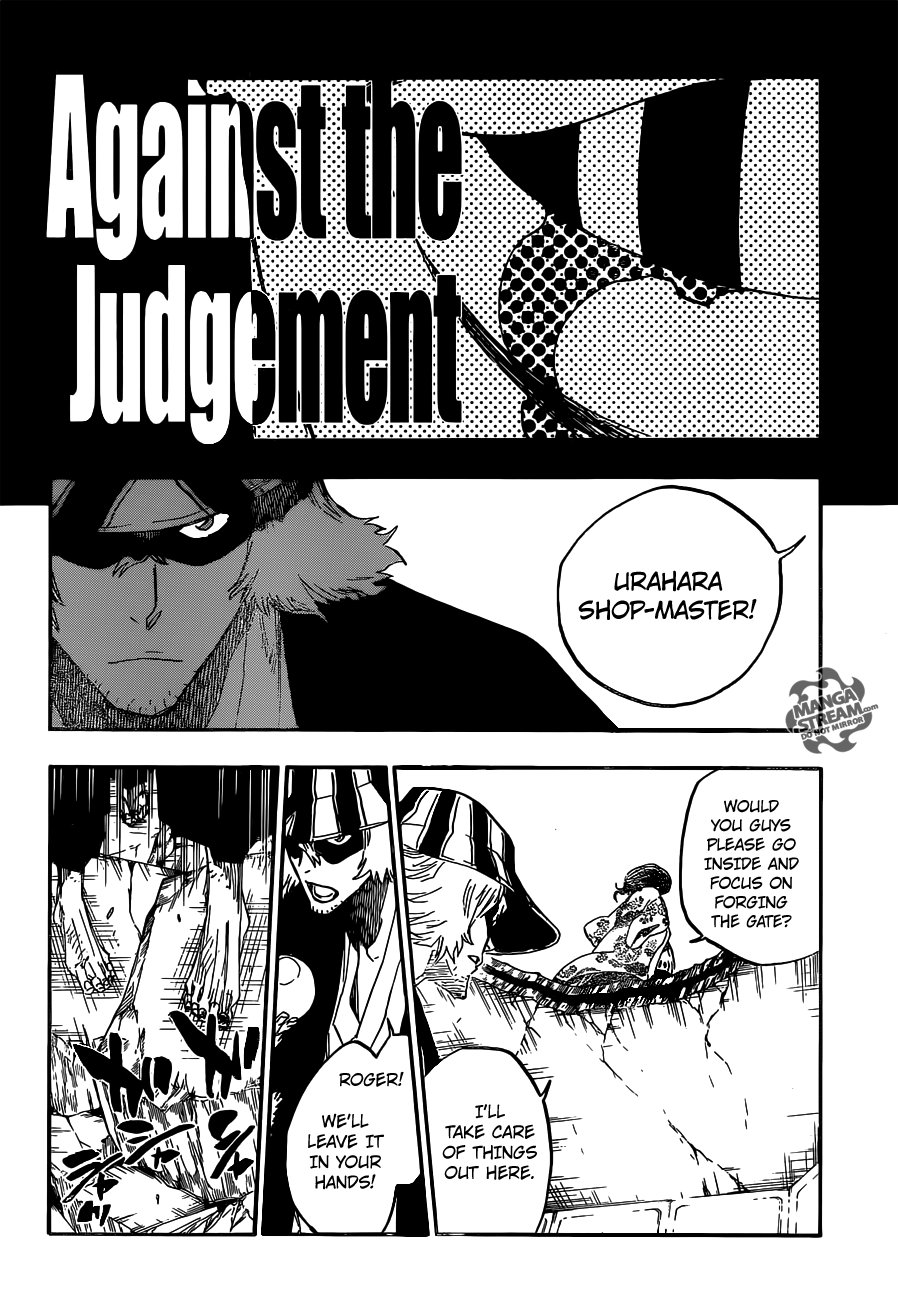 Against the
Judgement
URAHARA
SHOP-MASTER!
MANGA
STREAM.com
DO NOT MIRROR
WOULD
YOU GUYS
PLEASE GO
INSIDE AND
FOCUS ON
FORGING
THE GATE?
I'LL
TAKE CARE
OF THINGS
OUT HERE.
ROGER!
WE'LL
LEAVE IT
IN YOUR
HANDS!